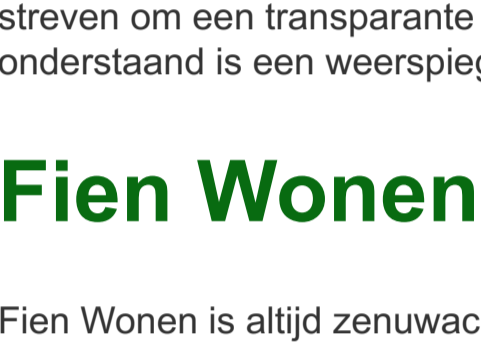 streven om een transparante
onderstaand is een weerspieg
Fien Wonen
Fien Wonen is altijd zenuwac